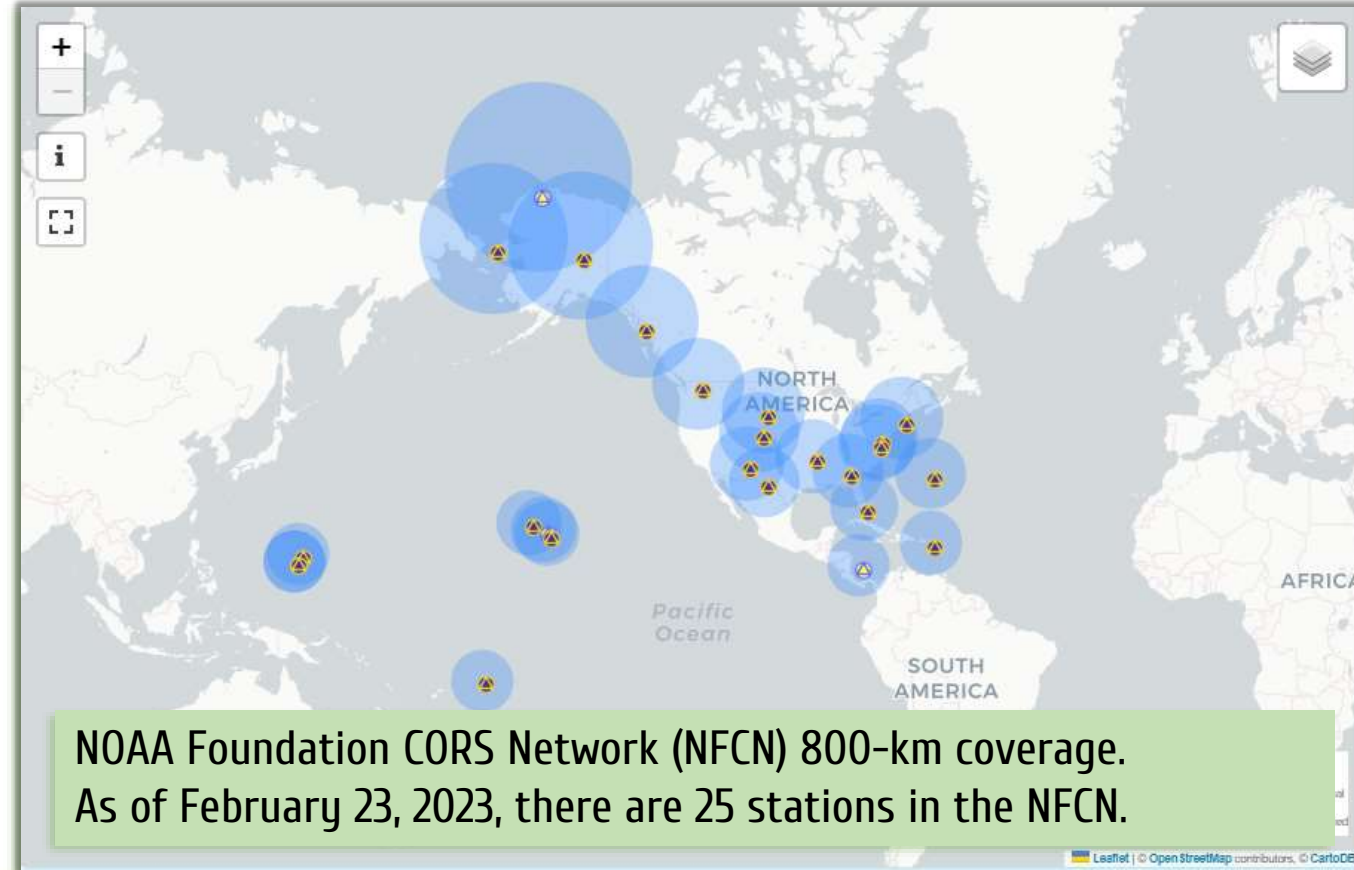 +
−
i
NORTH
AMERICA
AFRICA
Pacific
Ocean
SOUTH
AMERICA
NOAA Foundation CORS Network (NFCN) 800-km coverage.
As of February 23, 2023, there are 25 stations in the NFCN.
Leaflet | © OpenStreetMap contributors, © CartoDB